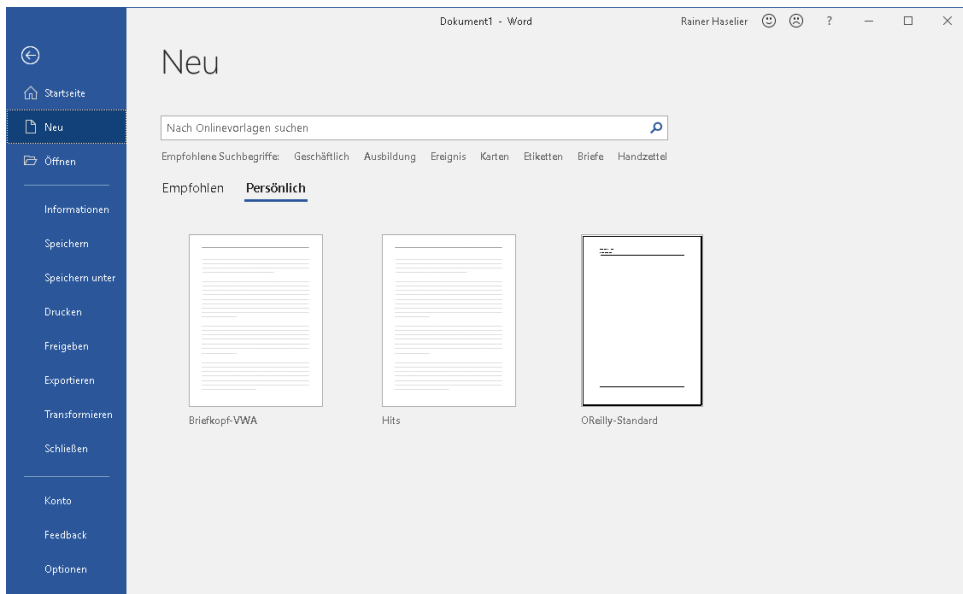 Dokument1 - Word
Rainer Haselier
?
Startseite
Neu
Öffnen
Informationen
Speichern
Speichern unter
Drucken
Freigeben
Exportieren
Transformieren
Schließen
Konto
Feedback
Optionen
Neu
Nach Onlinevorlagen suchen
Empfohlene Suchbegriffe: Geschäftlich Ausbildung Ereignis Karten Etiketten Briefe Handzettel
Empfohlen Persönlich
Briefkopf-VWA
Hits
OReilly-Standard